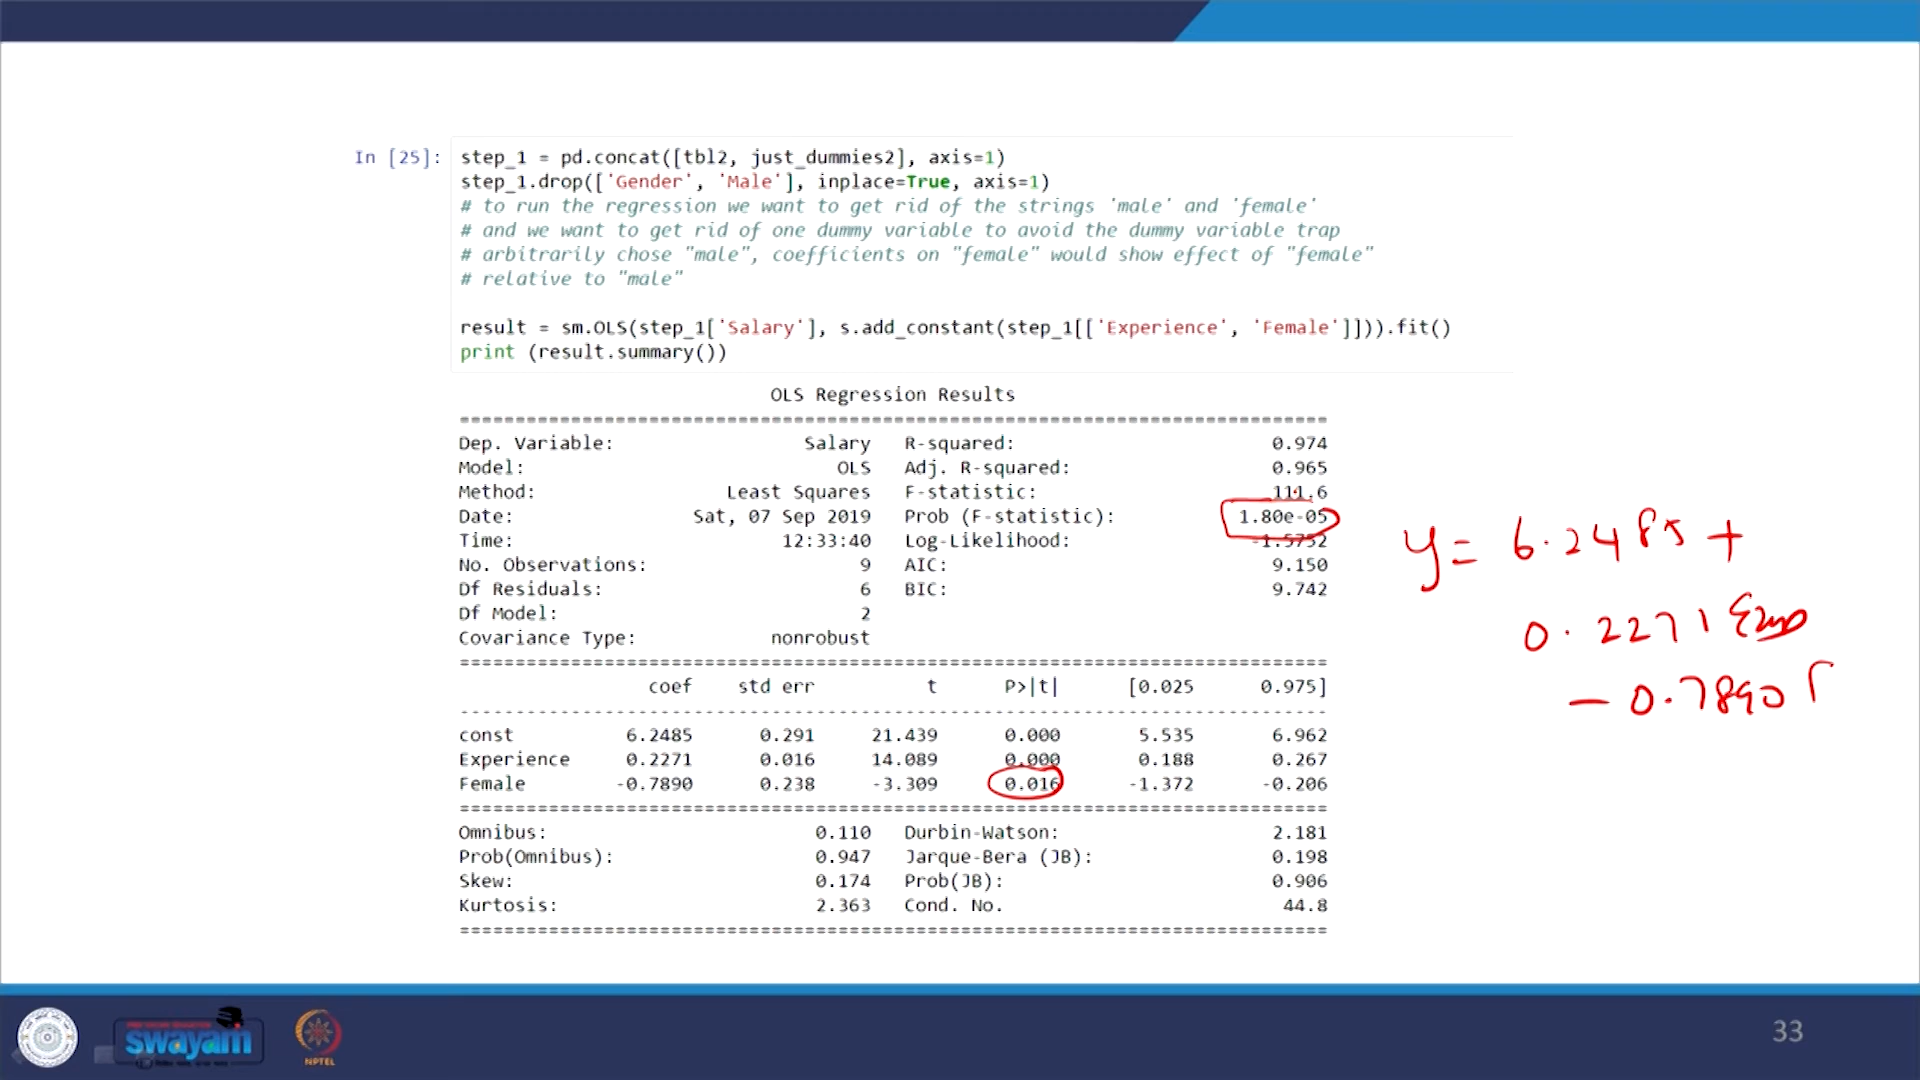 In [25]: step_1 = pd.concat([tbl2, just_dummies2], axis=1)
step_1.drop(['Gender', 'Male'], inplace=True, axis=1)
# to run the regression we want to get rid of the strings 'male' and 'female'
# and we want to get rid of one dummy variable to avoid the dummy variable trap
# arbitrarily chose "male", coefficients on "female" would show effect of "female"
# relative to "male"
result = sm.OLS(step_1['Salary'], s.add_constant(step_1[['Experience', 'Female']])).fit()
print (result.summary())
OLS Regression Results
==============================================================================
Dep. Variable: Salary R-squared: 0.974
Model: OLS Adj. R-squared: 0.965
Method: Least Squares F-statistic: 111.6
Date: Sat, 07 Sep 2019 Prob (F-statistic): 1.80e-05
Time: 12:33:40 Log-Likelihood: -1.5752
No. Observations: 9 AIC: 9.150
Df Residuals: 6 BIC: 9.742
Df Model: 2
Covariance Type: nonrobust
==============================================================================
coef std err t P>|t| [0.025 0.975]
------------------------------------------------------------------------------
const 6.2485 0.291 21.439 0.000 5.535 6.962
Experience 0.2271 0.016 14.089 0.000 0.188 0.267
Female -0.7890 0.238 -3.309 0.016 -1.372 -0.206
==============================================================================
Omnibus: 0.110 Durbin-Watson: 2.181
Prob(Omnibus): 0.947 Jarque-Bera (JB): 0.198
Skew: 0.174 Prob(JB): 0.906
Kurtosis: 2.363 Cond. No. 44.8
==============================================================================
y = 6.2485 +
0.2271 Exp
- 0.7890 F
swayam
NPTEL
33